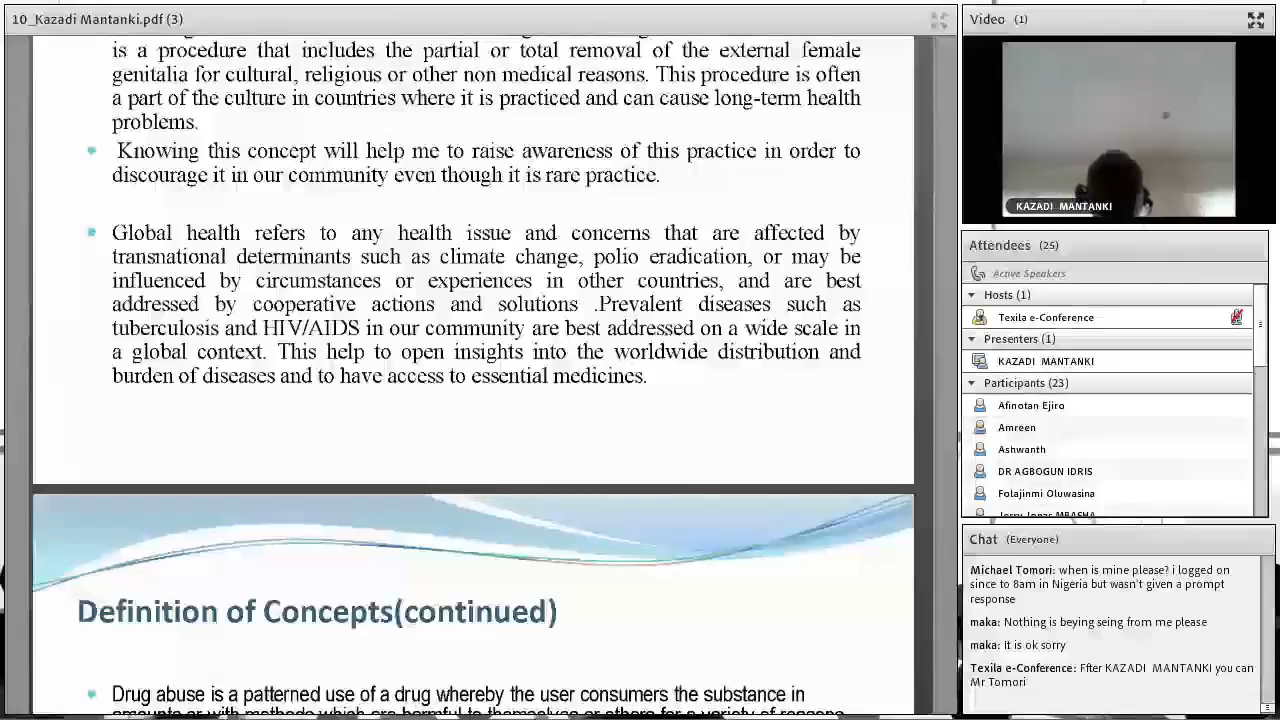 10_Kazadi Mantanki.pdf (3)
is a procedure that includes the partial or total removal of the external female
genitalia for cultural, religious or other non medical reasons. This procedure is often
a part of the culture in countries where it is practiced and can cause long-term health
problems.
Knowing this concept will help me to raise awareness of this practice in order to
discourage it in our community even though it is rare practice.
Global health refers to any health issue and concerns that are affected by
transnational determinants such as climate change, polio eradication, or may be
influenced by circumstances or experiences in other countries, and are best
addressed by cooperative actions and solutions .Prevalent diseases such as
tuberculosis and HIV/AIDS in our community are best addressed on a wide scale in
a global context. This help to open insights into the worldwide distribution and
burden of diseases and to have access to essential medicines.
Definition of Concepts(continued)
Drug abuse is a patterned use of a drug whereby the user consumes the substance in
amounts or with methods which are harmful to themselves or others for a variety of reasons
Video (1)
KAZADI MANTANKI
Attendees (25)
Active Speakers
Hosts (1)
Texila e-Conference
Presenters (1)
KAZADI MANTANKI
Participants (23)
Afinotan Ejiro
Amreen
Ashwanth
DR AGBOGUN IDRIS
Folajinmi Oluwasina
Jerry Jonas MBASHA
Chat (Everyone)
Michael Tomori: when is mine please? i logged on
since to 8am in Nigeria but wasn't given a prompt
response
maka: Nothing is beying seing from me please
maka: It is ok sorry
Texila e-Conference: Ffter KAZADI MANTANKI you can
Mr Tomori